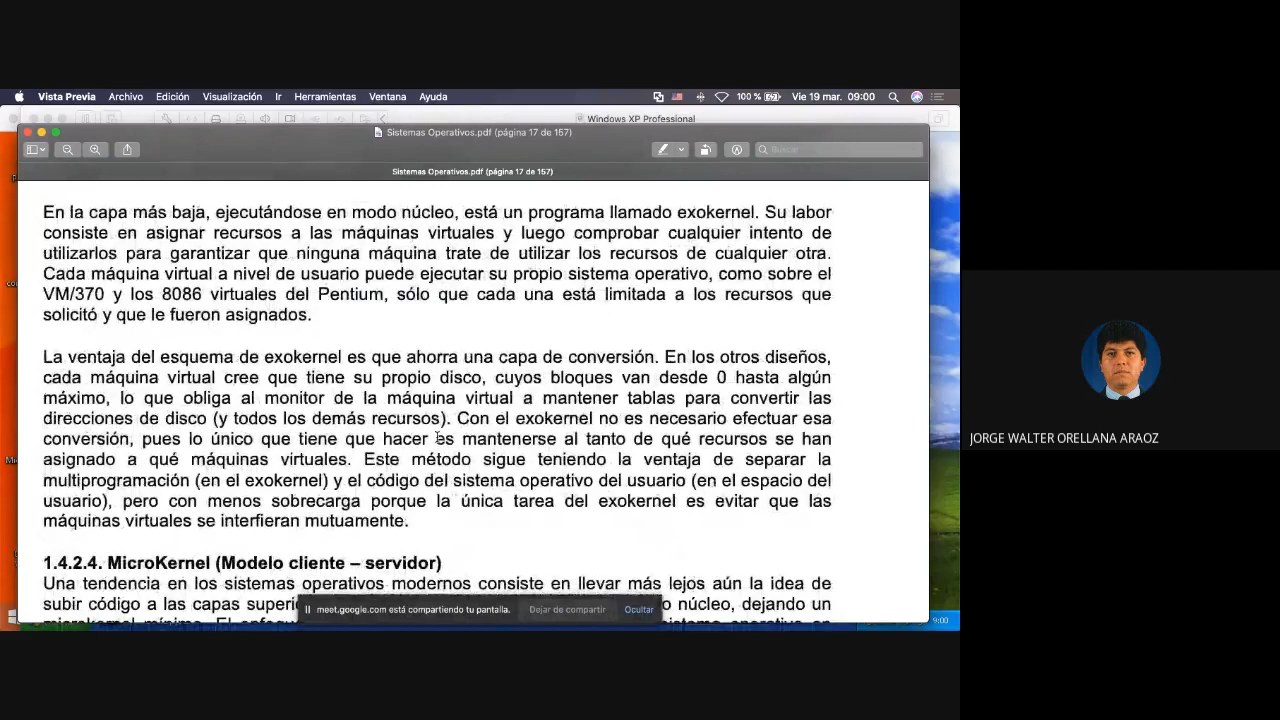 Vista Previa Archivo Edición Visualización Ir Herramientas Ventana Ayuda 100 % Vie 19 mar. 09:00
Windows XP Professional
Sistemas Operativos.pdf (página 17 de 157)
Buscar
Sistemas Operativos.pdf (página 17 de 157)
En la capa más baja, ejecutándose en modo núcleo, está un programa llamado exokernel. Su labor
consiste en asignar recursos a las máquinas virtuales y luego comprobar cualquier intento de
utilizarlos para garantizar que ninguna máquina trate de utilizar los recursos de cualquier otra.
Cada máquina virtual a nivel de usuario puede ejecutar su propio sistema operativo, como sobre el
VM/370 y los 8086 virtuales del Pentium, sólo que cada una está limitada a los recursos que
solicitó y que le fueron asignados.
La ventaja del esquema de exokernel es que ahorra una capa de conversión. En los otros diseños,
cada máquina virtual cree que tiene su propio disco, cuyos bloques van desde 0 hasta algún
máximo, lo que obliga al monitor de la máquina virtual a mantener tablas para convertir las
direcciones de disco (y todos los demás recursos). Con el exokernel no es necesario efectuar esa
conversión, pues lo único que tiene que hacer es mantenerse al tanto de qué recursos se han
asignado a qué máquinas virtuales. Este método sigue teniendo la ventaja de separar la
multiprogramación (en el exokernel) y el código del sistema operativo del usuario (en el espacio del
usuario), pero con menos sobrecarga porque la única tarea del exokernel es evitar que las
máquinas virtuales se interfieran mutuamente.
1.4.2.4. MicroKernel (Modelo cliente – servidor)
Una tendencia en los sistemas operativos modernos consiste en llevar más lejos aún la idea de
subir código a las capas núcleo, dejando un
meet.google.com está compartiendo tu pantalla. Dejar de compartir Ocultar
9:00
JORGE WALTER ORELLANA ARAOZ